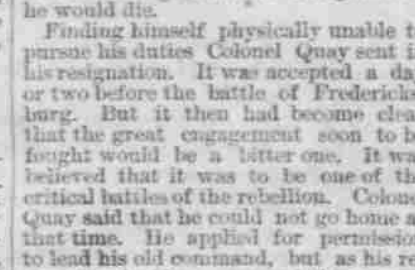 he would die.
Finding himself physically unable t
pursue his duties Colonel Quay sent i
his resignation. It was accepted a da
or two before the battle of Fredericks
burg. But it then had become clea
that the great engagement soon to b
fought would be a bitter one. It wa
believed that it was to be one of th
critical battles of the rebellion. Colone
Quay said that he could not go home a
that time. He applied for permissio
to lead his old command, but as his re